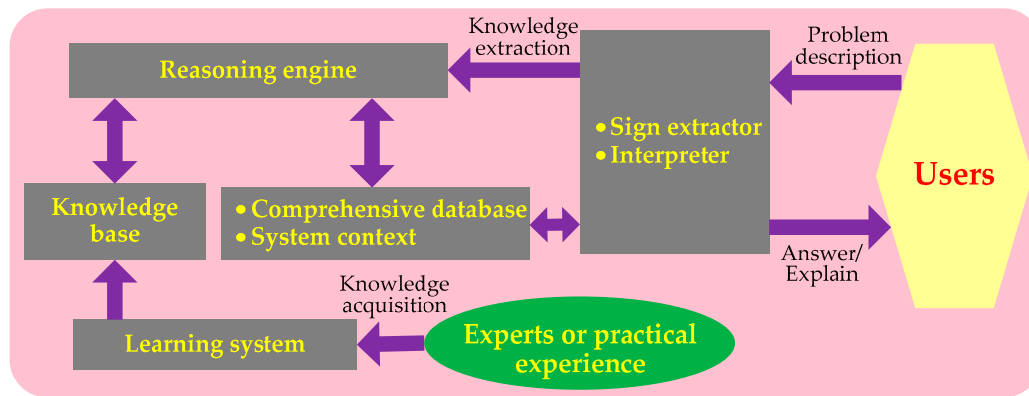 Knowledge
extraction
Problem
description
Reasoning engine
• Sign extractor
• Interpreter
Users
Knowledge
base
• Comprehensive database
• System context
Answer/
Explain
Knowledge
acquisition
Learning system
Experts or practical
experience